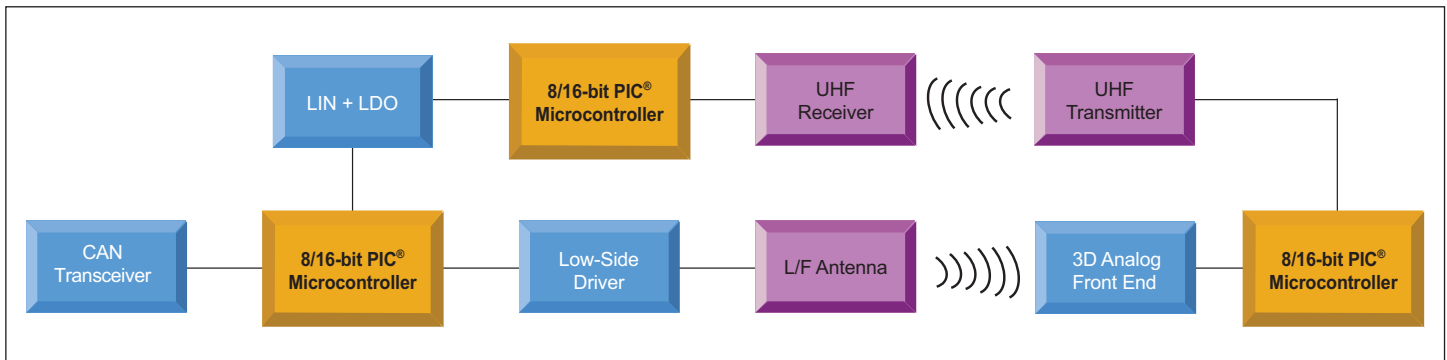 LIN + LDO
8/16-bit PIC®
Microcontroller
UHF
Receiver
UHF
Transmitter
CAN
Transceiver
8/16-bit PIC®
Microcontroller
Low-Side
Driver
L/F Antenna
3D Analog
Front End
8/16-bit PIC®
Microcontroller